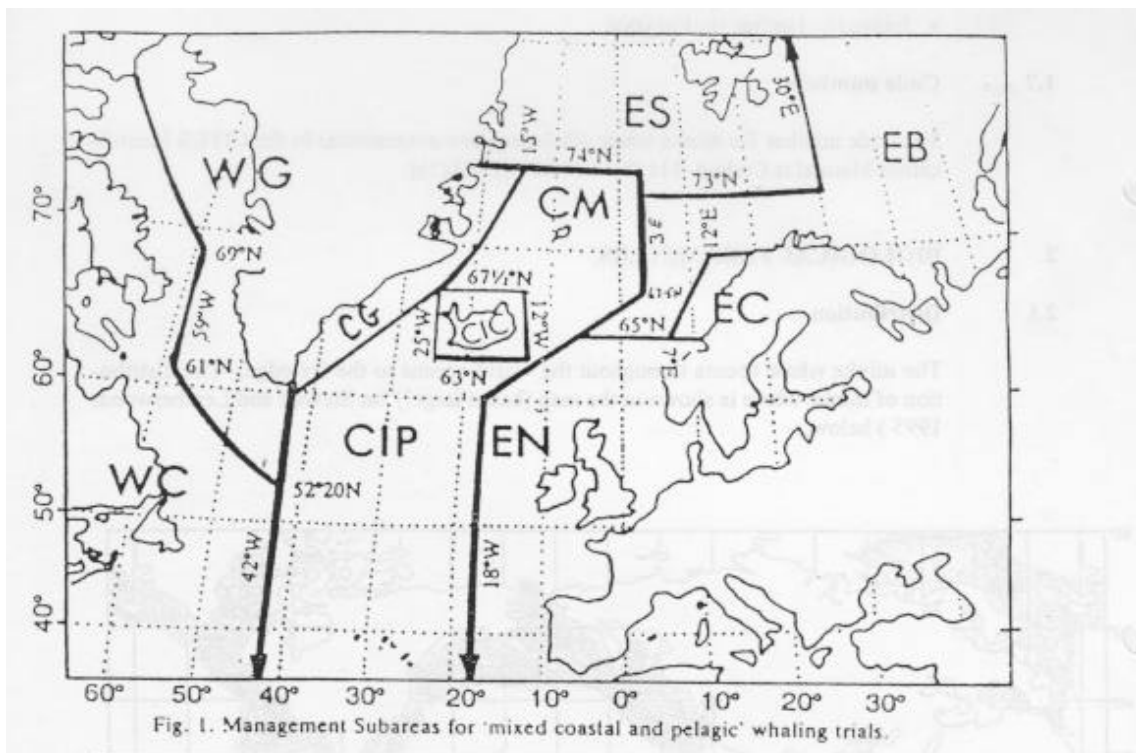 ES
EB
WG
CM
CG
CIC
EC
CIP
EN
WC
15°W
30°E
74°N
73°N
3°E
12°E
69°N
67½°N
59°W
25°W
12°W
65°N
61°N
63°N
7°E
52°20N
42°W
18°W
70°
60°
50°
40°
60°
50°
40°
30°
20°
10°
0°
10°
20°
30°
Fig. 1. Management Subareas for 'mixed coastal and pelagic' whaling trials.